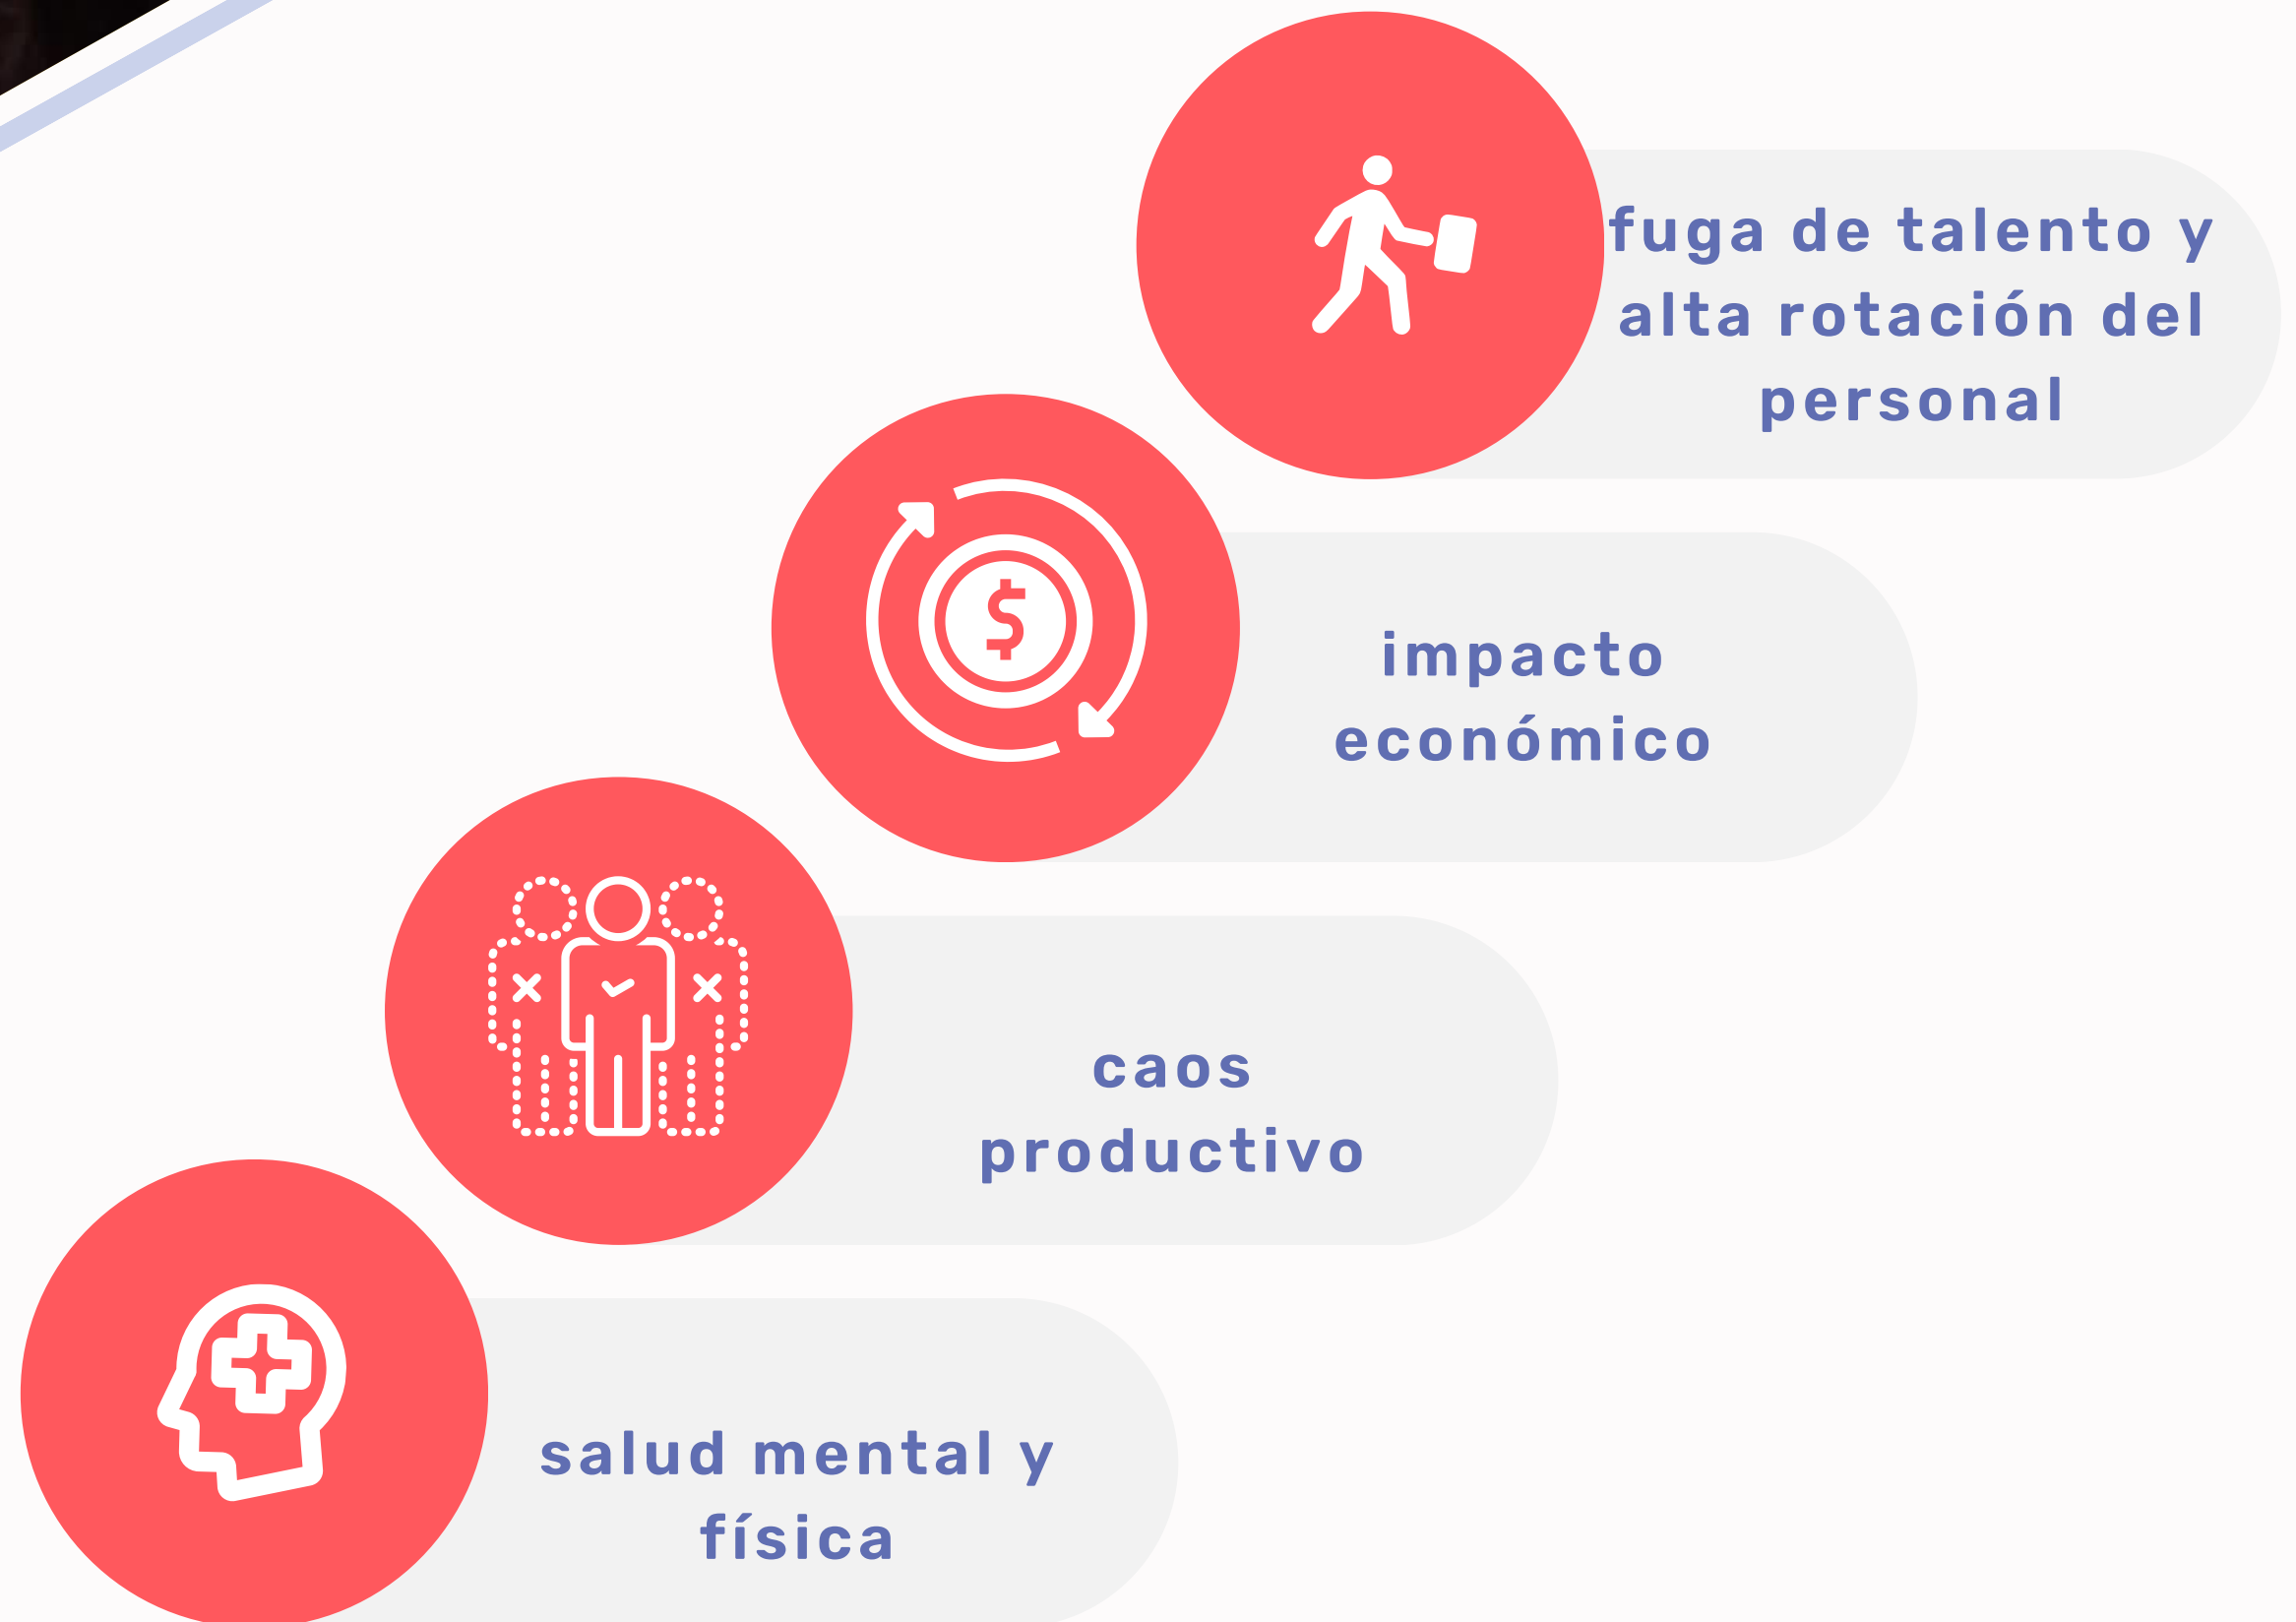 fuga de talento y
alta rotación del
personal
impacto
económico
caos
productivo
salud mental y
física